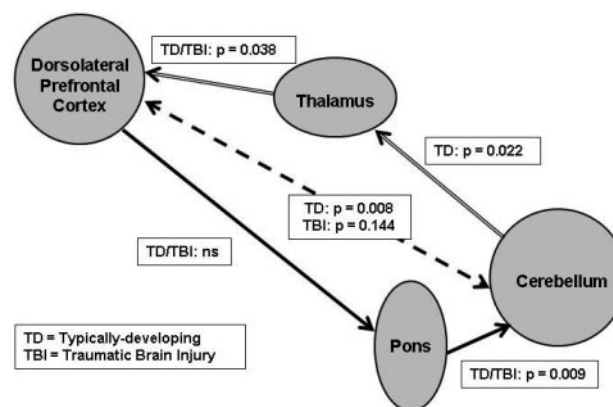 TD/TBI: p = 0.038
Dorsolateral
Prefrontal
Cortex
Thalamus
TD: p = 0.022
TD: p = 0.008
TBI: p = 0.144
TD/TBI: ns
Cerebellum
TD = Typically-developing
TBI = Traumatic Brain Injury
Pons
TD/TBI: p = 0.009